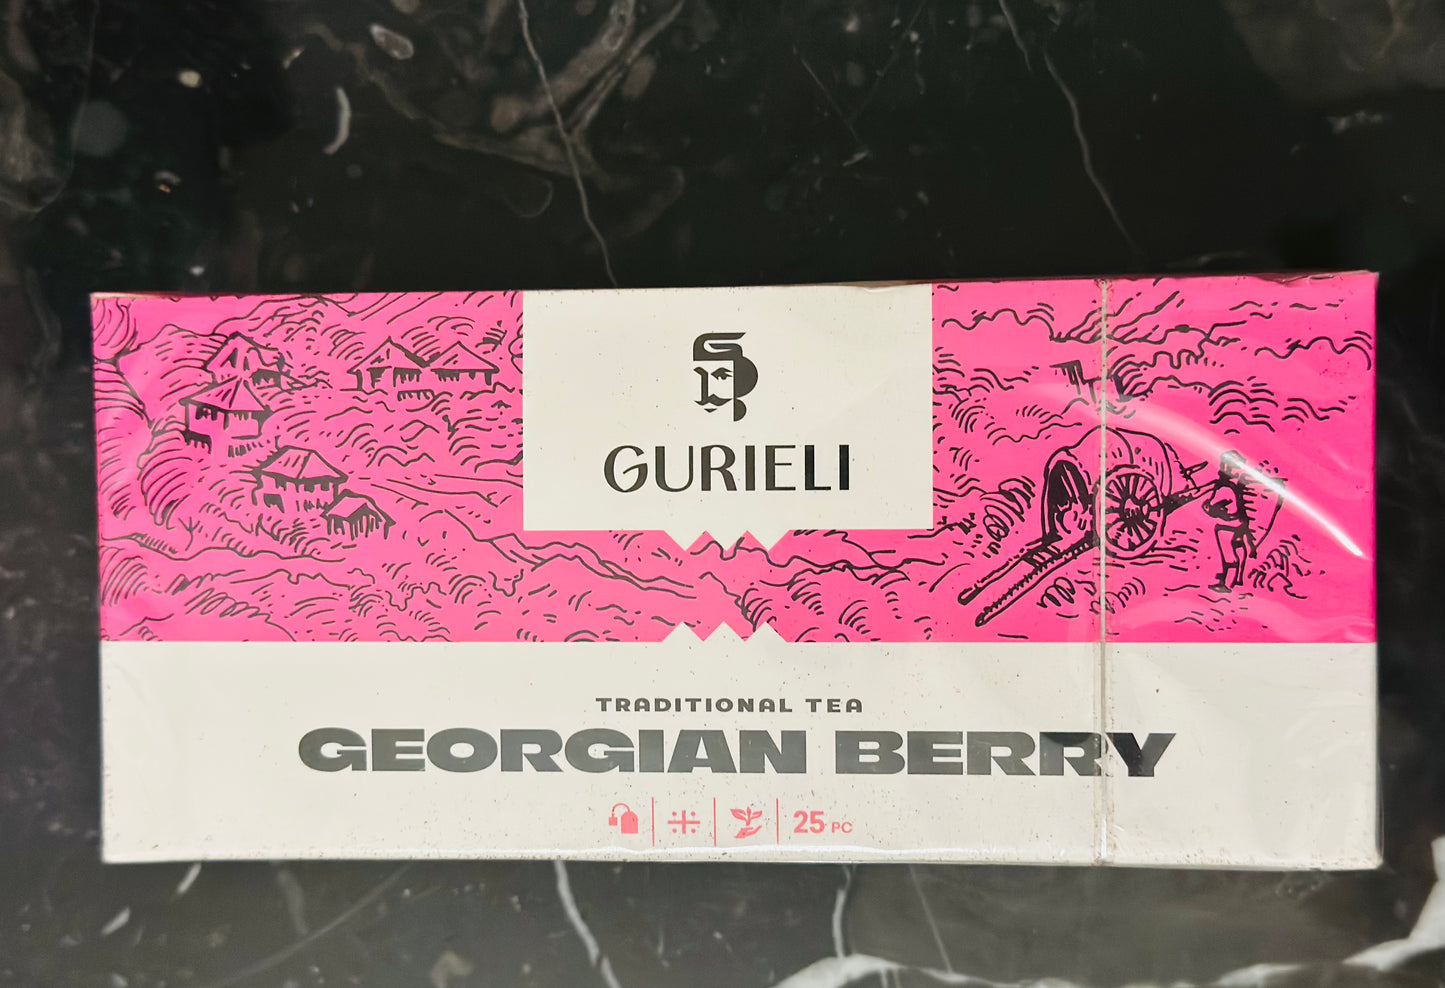 GURIELI
TRADITIONAL TEA
GEORGIAN BERRY
25 PC